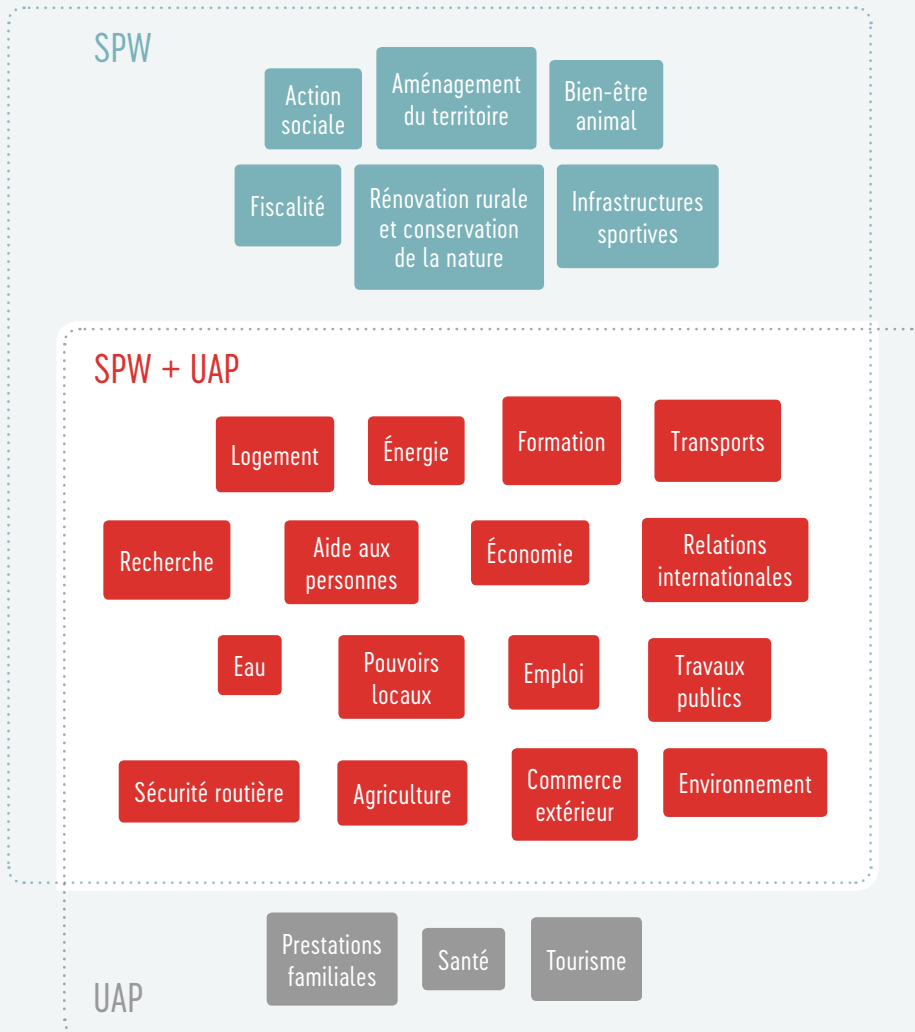 SPW
Action
sociale
Aménagement
du territoire
Bien-être
animal
Fiscalité
Rénovation rurale
et conservation
de la nature
Infrastructures
sportives
SPW + UAP
Logement
Énergie
Formation
Transports
Recherche
Aide aux
personnes
Économie
Relations
internationales
Eau
Pouvoirs
locaux
Emploi
Travaux
publics
Sécurité routière
Agriculture
Commerce
extérieur
Environnement
Prestations
familiales
Santé
Tourisme
UAP